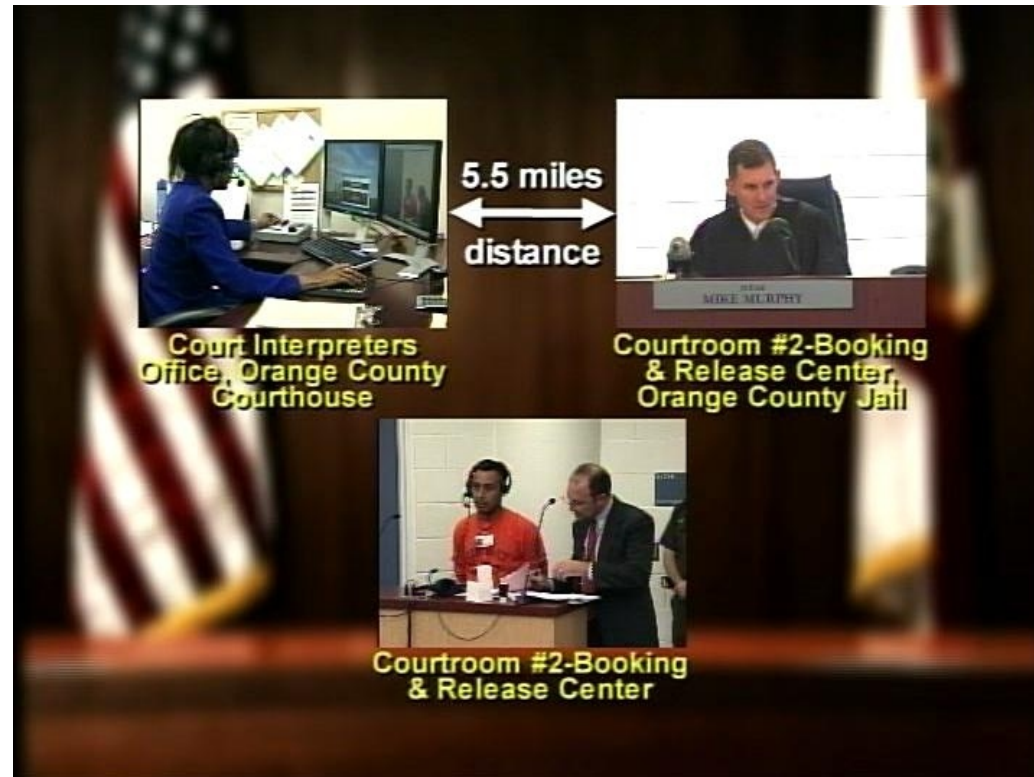 5.5 miles
distance
MIKE MURPHY
Court Interpreters
Office, Orange County
Courthouse
Courtroom #2-Booking
& Release Center,
Orange County Jail
Courtroom #2-Booking
& Release Center